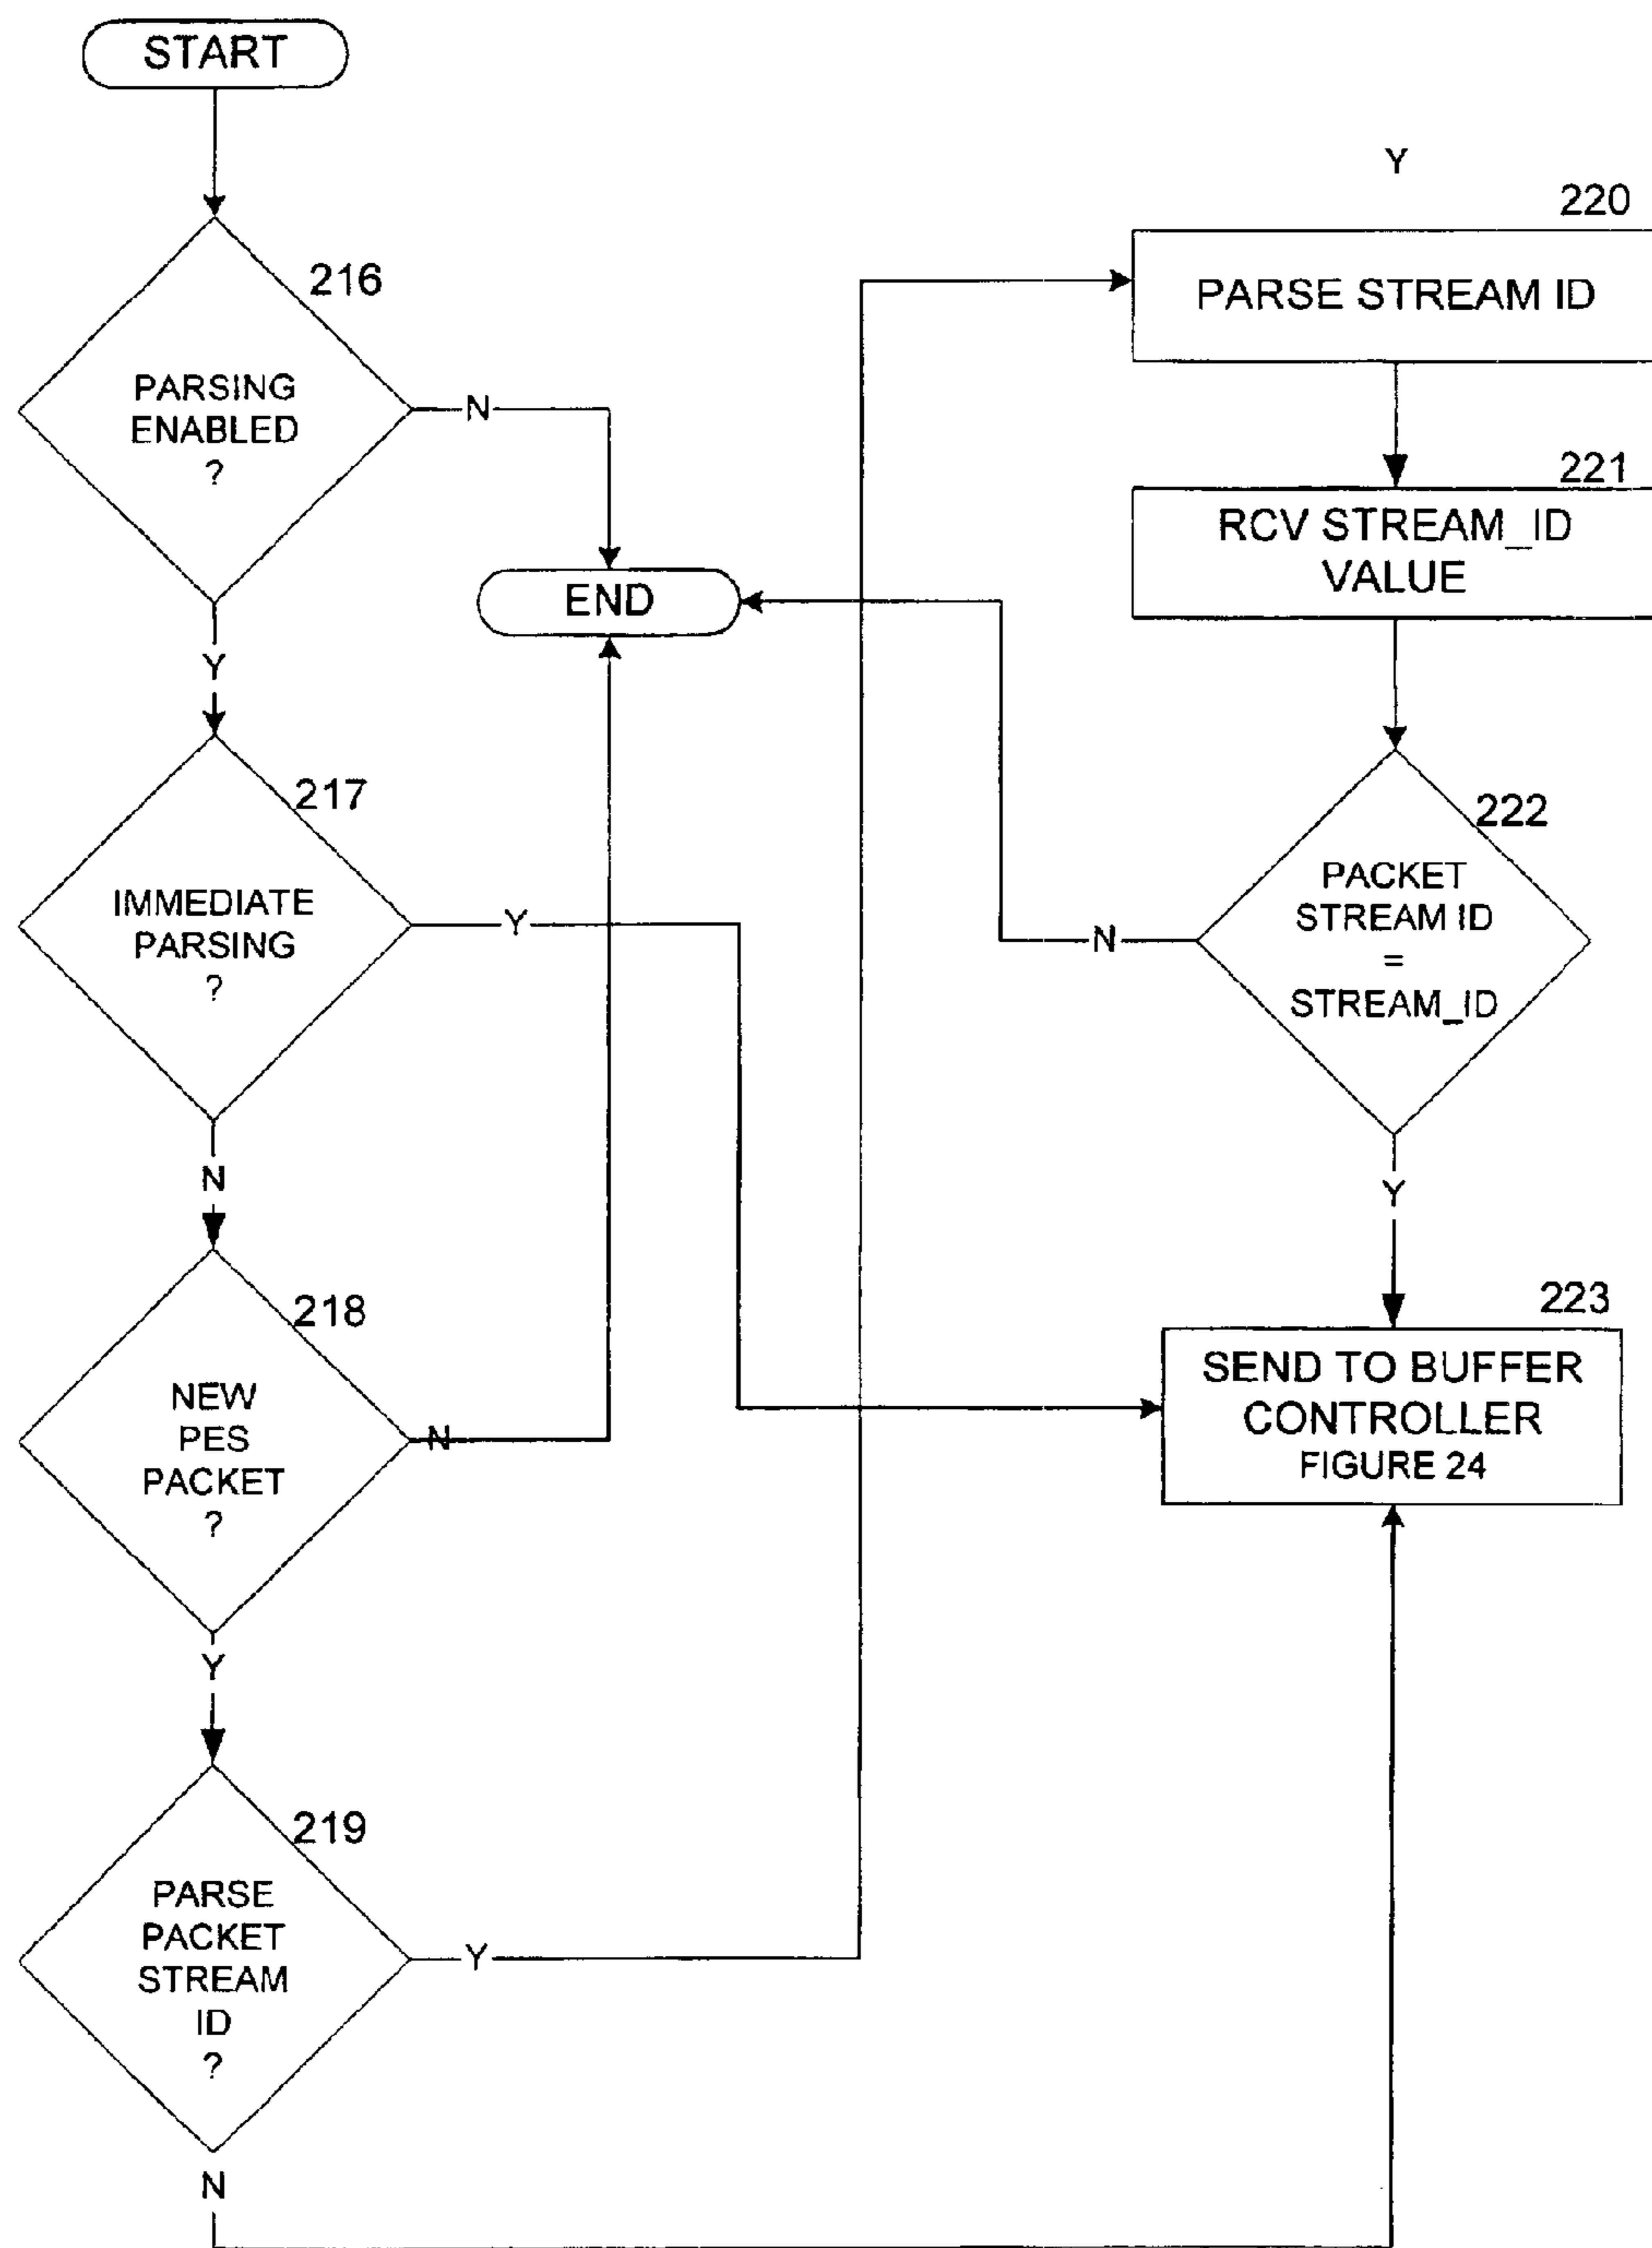 START
216
PARSING
ENABLED
?
N
Y
END
217
IMMEDIATE
PARSING
?
Y
N
218
NEW
PES
PACKET
?
N
Y
219
PARSE
PACKET
STREAM
ID
?
Y
N
Y
220
PARSE STREAM ID
221
RCV STREAM_ID
VALUE
222
PACKET
STREAM ID
=
STREAM_ID
N
Y
223
SEND TO BUFFER
CONTROLLER
FIGURE 24